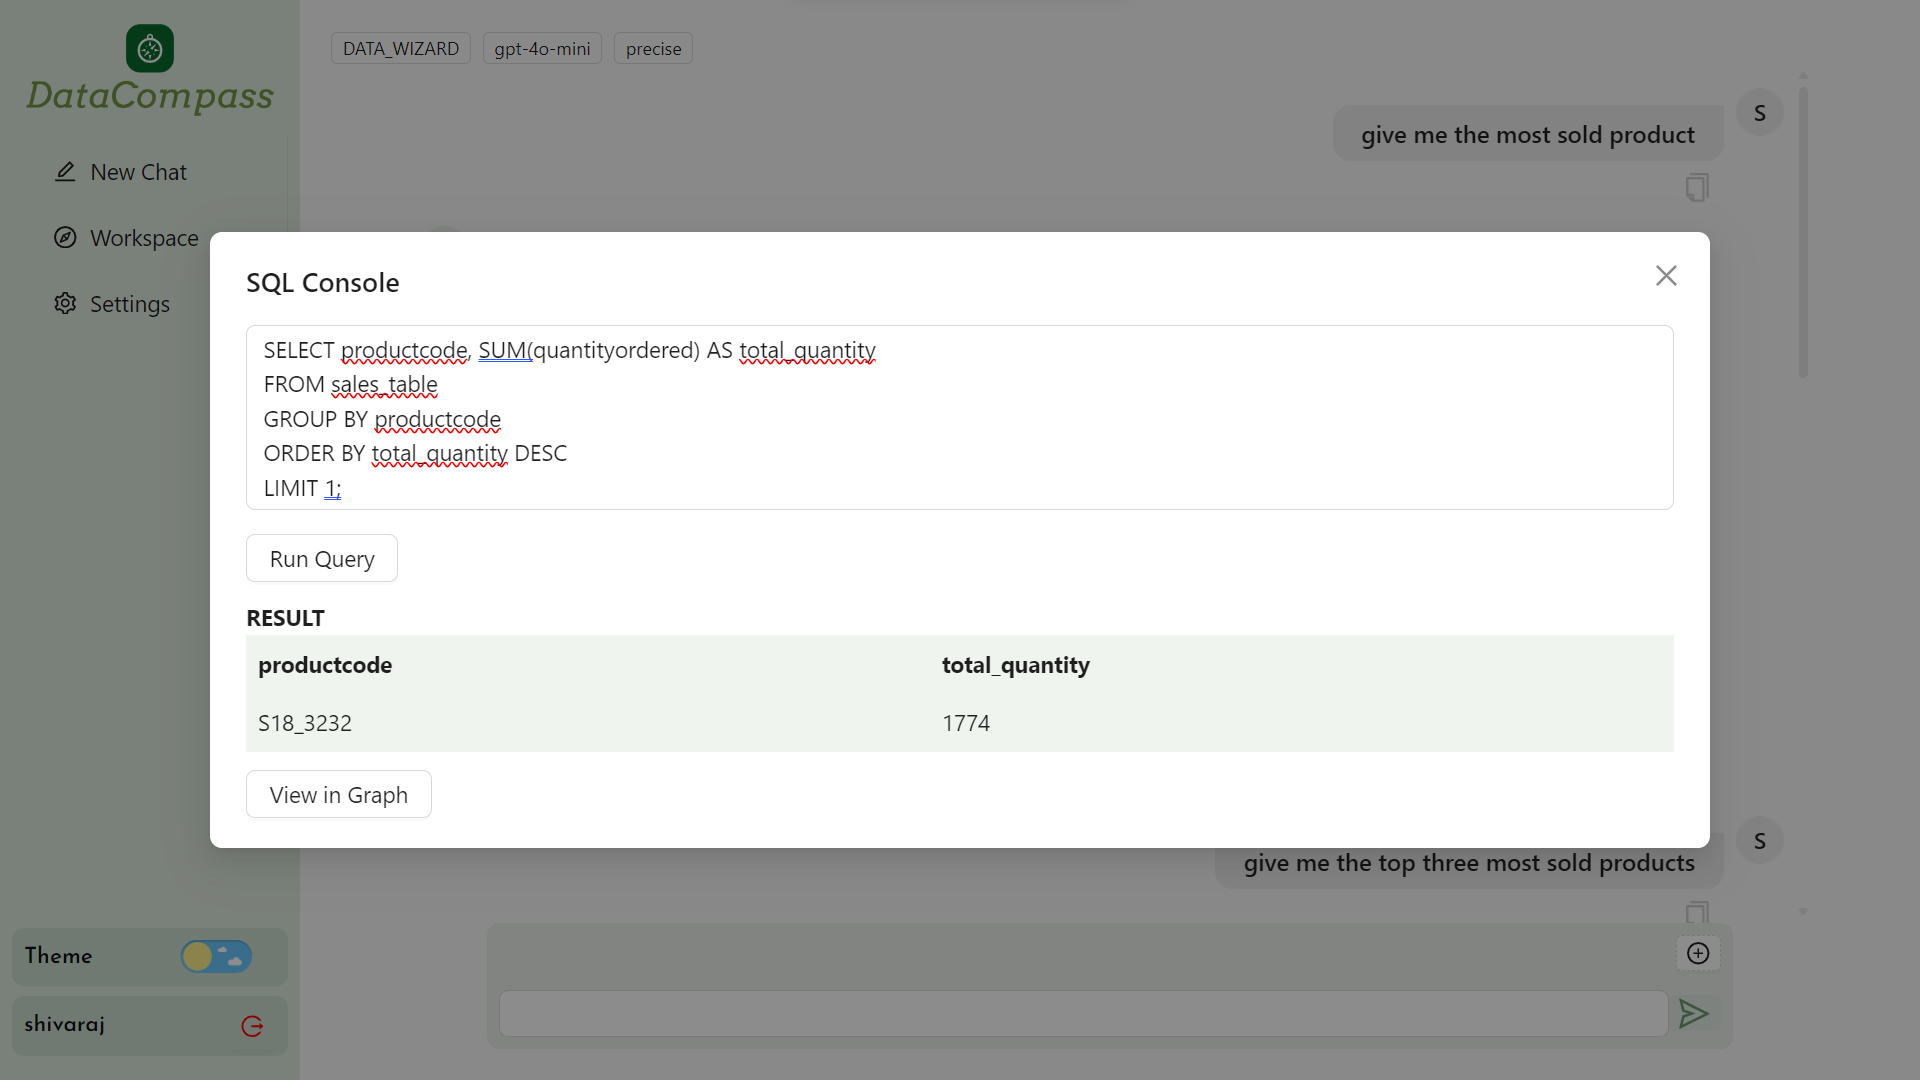 DataCompass
New Chat
Workspace
Settings
DATA_WIZARD
gpt-4o-mini
precise
give me the most sold product
S
SQL Console
SELECT productcode, SUM(quantityordered) AS total_quantity
FROM sales_table
GROUP BY productcode
ORDER BY total_quantity DESC
LIMIT 1;
Run Query
RESULT
productcode total_quantity
S18_3232 1774
View in Graph
S
give me the top three most sold products
Theme
shivaraj